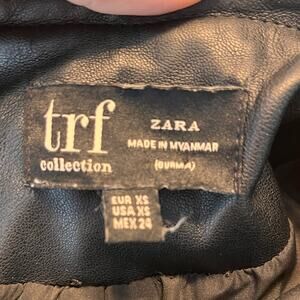 trf
collection
ZARA
MADE IN MYANMAR
(BURMA)
EUR XS
USA XS
MEX 24